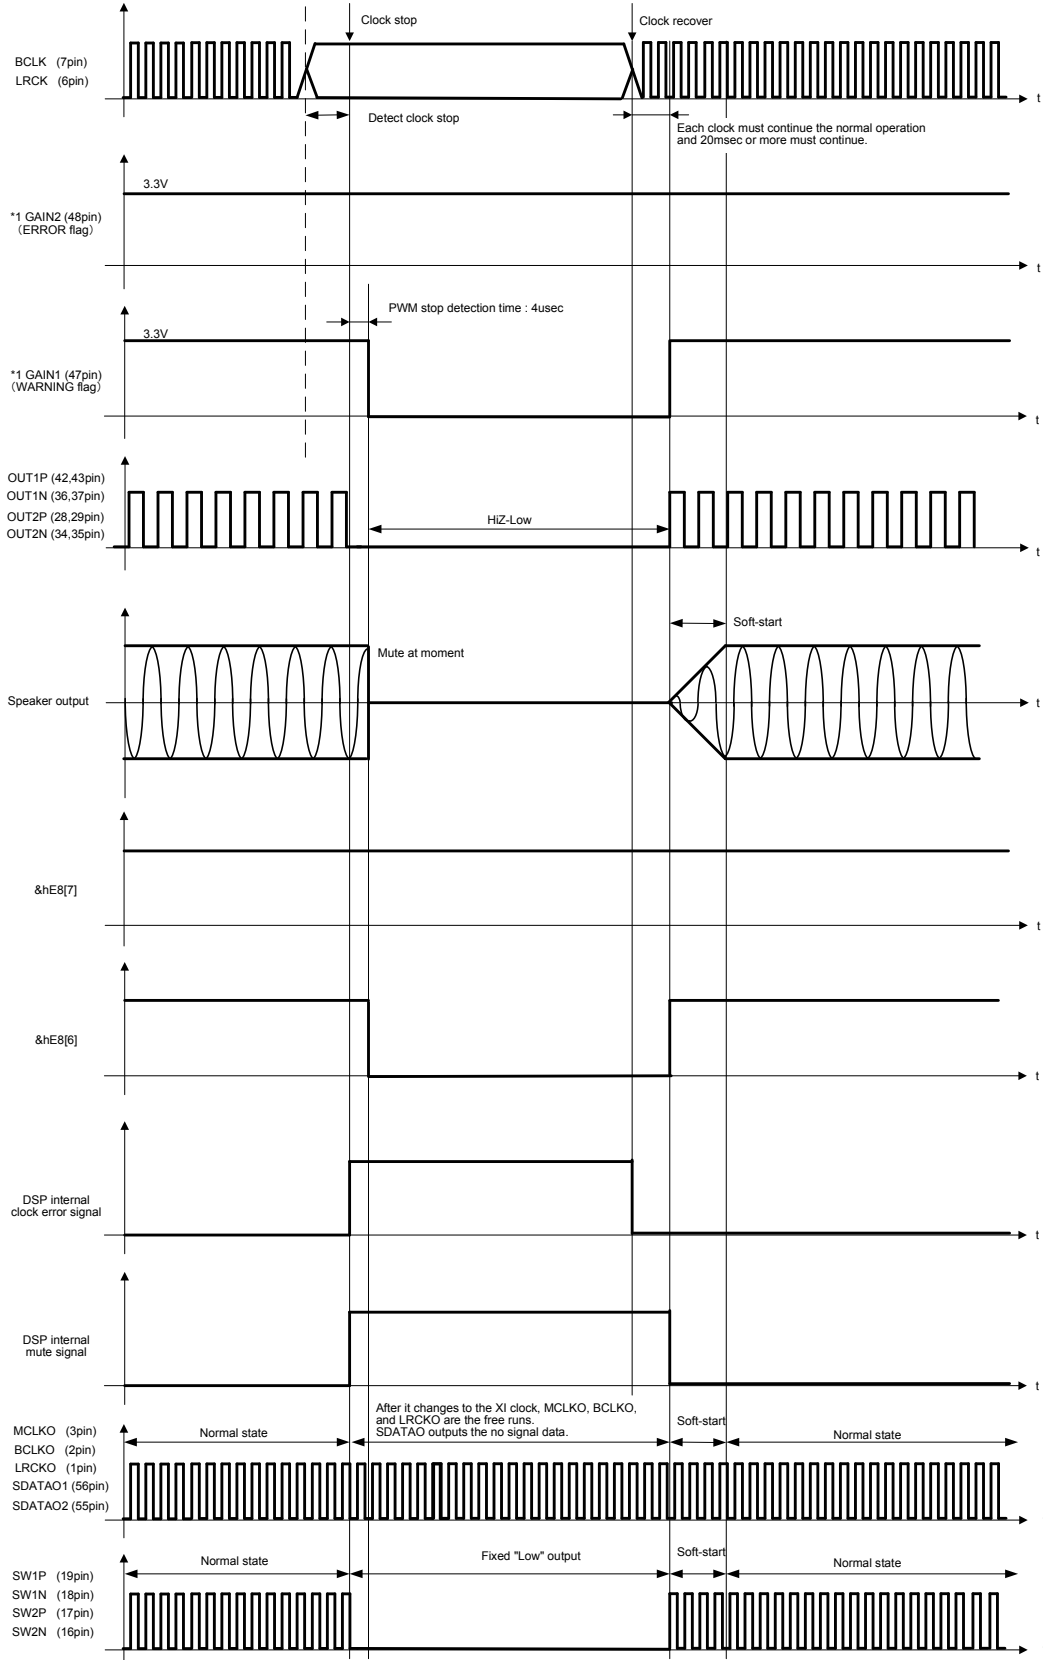 Clock stop
Clock recover
BCLK (7pin)
LRCK (6pin)
t
Detect clock stop
Each clock must continue the normal operation
and 20msec or more must continue.
3.3V
*1 GAIN2 (48pin)
(ERROR flag)
t
PWM stop detection time : 4usec
3.3V
*1 GAIN1 (47pin)
(WARNING flag)
t
OUT1P (42,43pin)
OUT1N (36,37pin)
OUT2P (28,29pin)
OUT2N (34,35pin)
HiZ-Low
t
Soft-start
Mute at moment
Speaker output
t
&hE8[7]
t
&hE8[6]
t
DSP internal
clock error signal
t
DSP internal
mute signal
t
After it changes to the XI clock, MCLKO, BCLKO,
and LRCKO are the free runs.
SDATAO outputs the no signal data.
Normal state
Soft-start
Normal state
MCLKO (3pin)
BCLKO (2pin)
LRCKO (1pin)
SDATAO1 (56pin)
SDATAO2 (55pin)
Normal state
Fixed "Low" output
Soft-start
Normal state
SW1P (19pin)
SW1N (18pin)
SW2P (17pin)
SW2N (16pin)